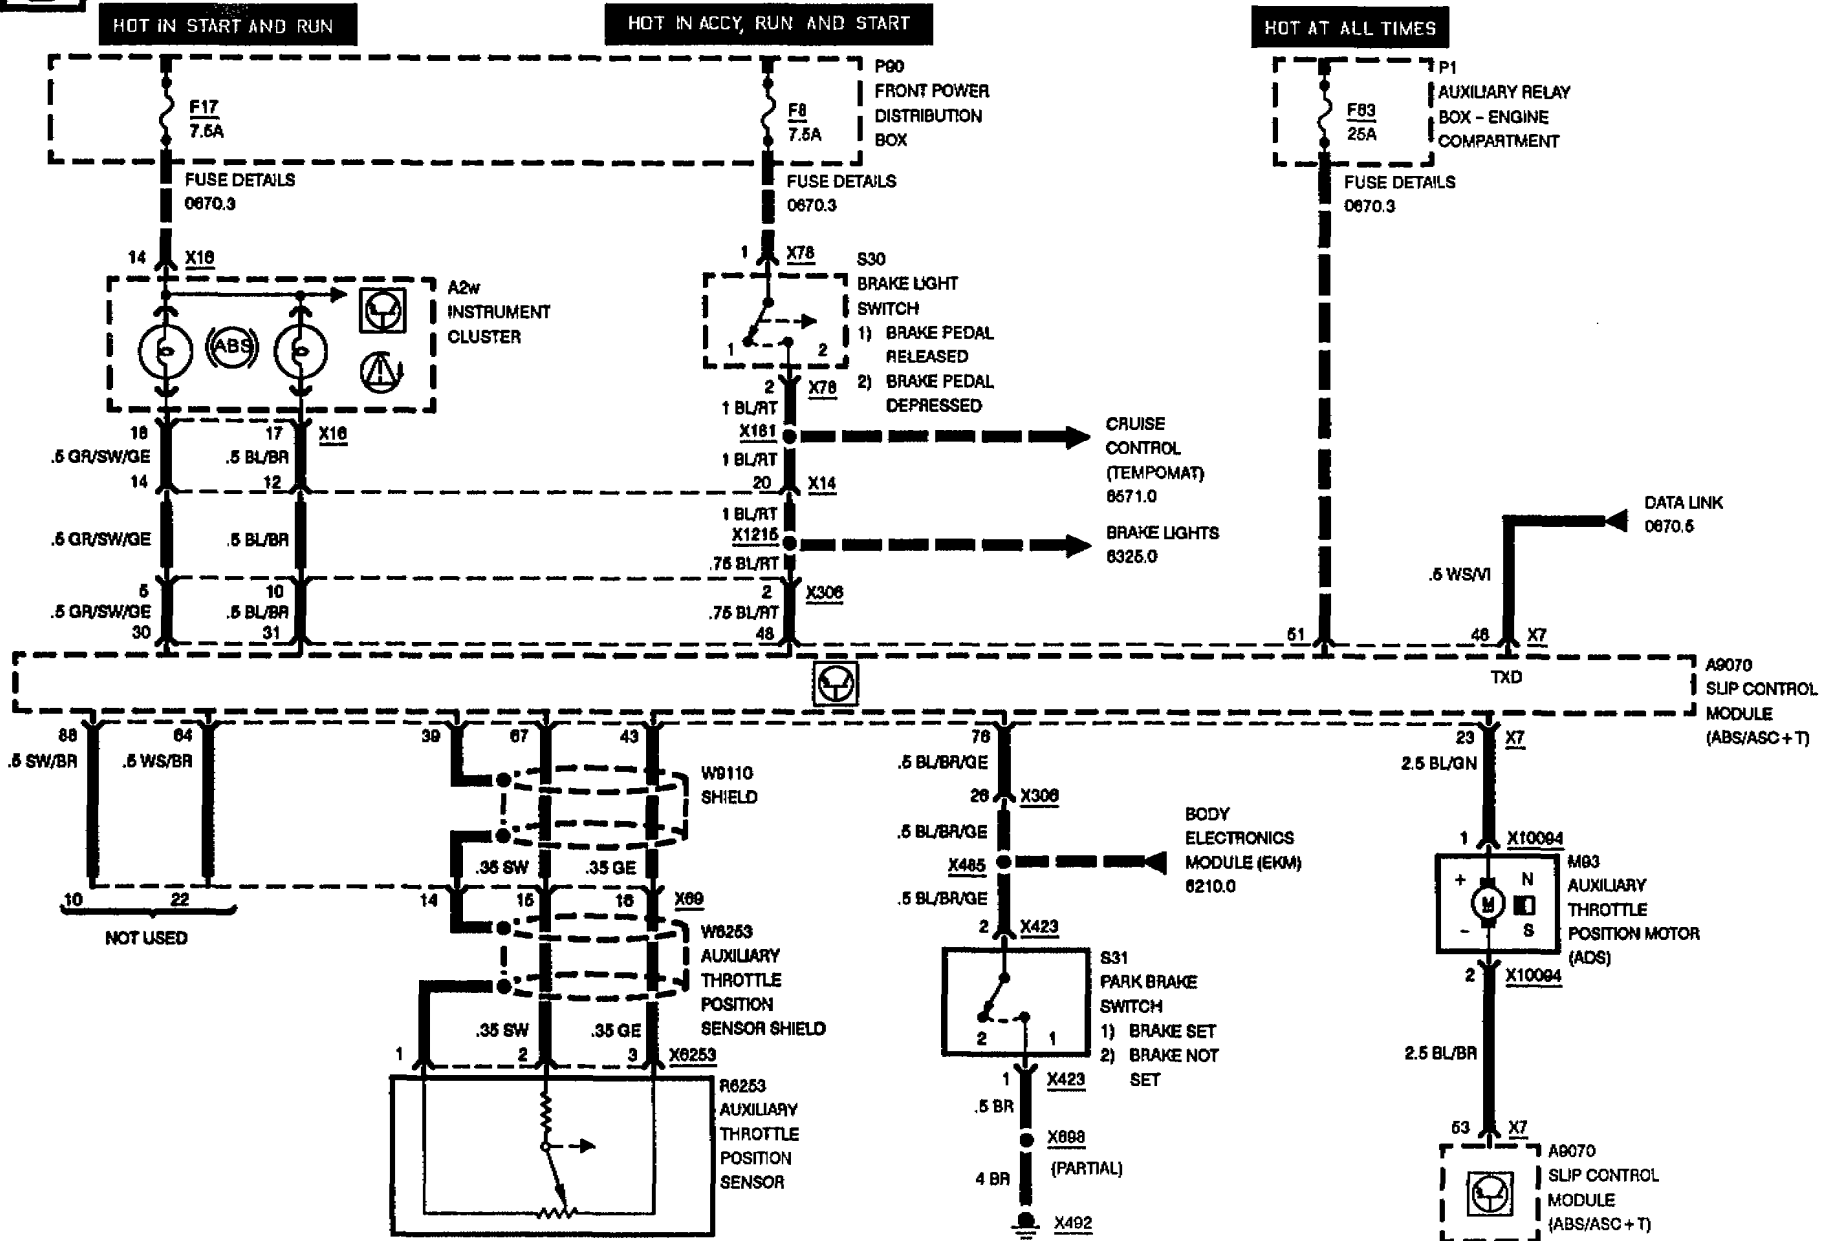 HOT IN START AND RUN
HOT IN ACCY, RUN AND START
HOT AT ALL TIMES
F17
7.5A
F8
7.5A
P90
FRONT POWER
DISTRIBUTION
BOX
F63
25A
P1
AUXILIARY RELAY
BOX - ENGINE
COMPARTMENT
FUSE DETAILS
0670.3
FUSE DETAILS
0670.3
FUSE DETAILS
0670.3
14 X16
1 X78
A2w
INSTRUMENT
CLUSTER
ABS
S30
BRAKE LIGHT
SWITCH
1) BRAKE PEDAL
RELEASED
2) BRAKE PEDAL
DEPRESSED
1 2
2 X78
1 BL/RT
X181
1 BL/RT
20 X14
1 BL/RT
X1215
.75 BL/RT
2 X306
.75 BL/RT
48
18 17 X16
.5 GR/SW/GE .5 BL/BR
14 12
.5 GR/SW/GE .5 BL/BR
5 10
.5 GR/SW/GE .5 BL/BR
30 31
CRUISE
CONTROL
(TEMPOMAT)
6571.0
BRAKE LIGHTS
6325.0
DATA LINK
0670.5
.5 WS/VI
51 46 X7
TXD
A9070
SLIP CONTROL
MODULE
(ABS/ASC+T)
88 64 39 67 43 76 23 X7
.5 SW/BR .5 WS/BR
10 22
NOT USED
W9110
SHIELD
.35 SW .35 GE
14 15 16 X69
W6253
AUXILIARY
THROTTLE
POSITION
SENSOR SHIELD
.35 SW .35 GE
1 2 3 X6253
R6253
AUXILIARY
THROTTLE
POSITION
SENSOR
.5 BL/BR/GE
26 X306
.5 BL/BR/GE
X465
.5 BL/BR/GE
2 X423
BODY
ELECTRONICS
MODULE (EKM)
6210.0
S31
PARK BRAKE
SWITCH
1) BRAKE SET
2) BRAKE NOT
SET
2 1
1 X423
.5 BR
X698
(PARTIAL)
4 BR
X492
2.5 BL/GN
1 X10094
M93
AUXILIARY
THROTTLE
POSITION MOTOR
(ADS)
+ N
M
- S
2 X10094
2.5 BL/BR
53 X7
A9070
SLIP CONTROL
MODULE
(ABS/ASC+T)